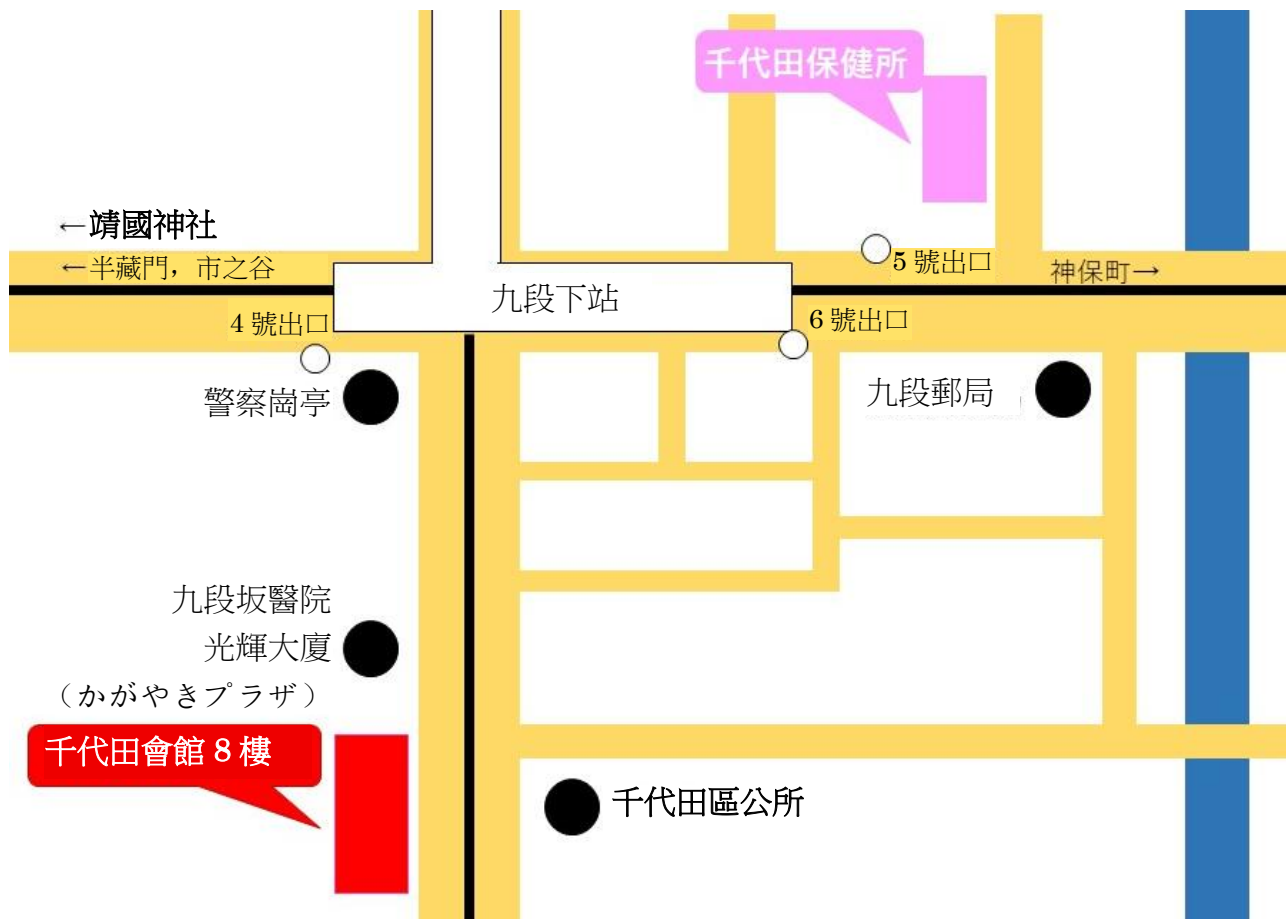 千代田保健所
←靖國神社
←半藏門，市之谷
5 號出口
神保町→
九段下站
4 號出口
6 號出口
警察崗亭
九段郵局
九段坂醫院
光輝大廈
（かがやきプラザ）
千代田會館 8 樓
千代田區公所